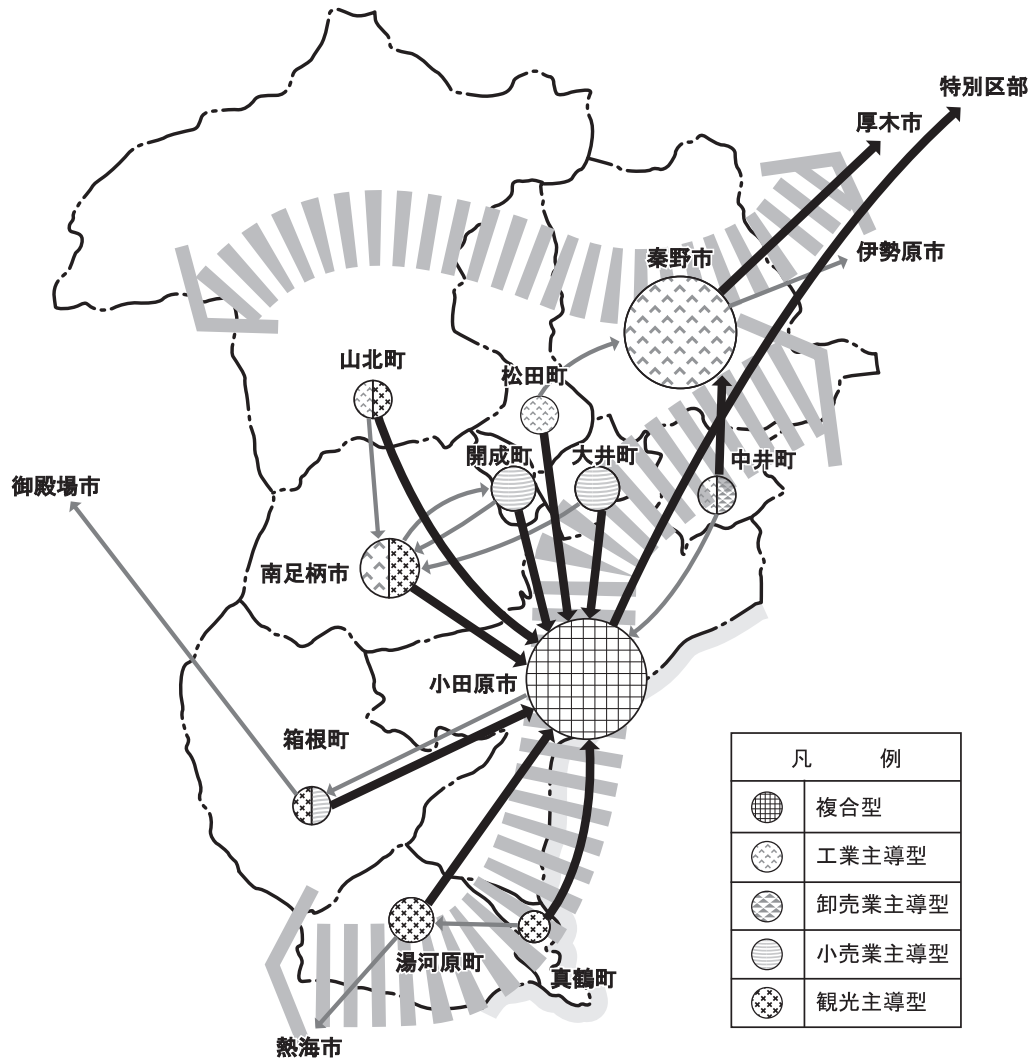 特別区部
厚木市
伊勢原市
秦野市
山北町
松田町
開成町
大井町
中井町
御殿場市
南足柄市
小田原市
箱根町
湯河原町
真鶴町
熱海市
凡 例
複合型
工業主導型
卸売業主導型
小売業主導型
観光主導型